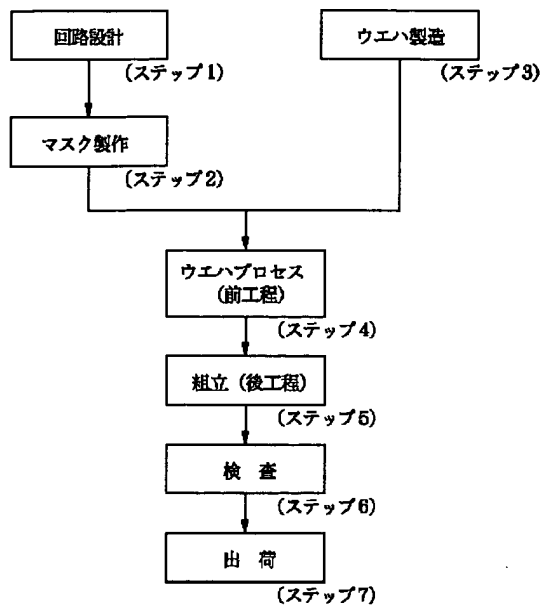 回路設計
(ステップ1)
ウエハ製造
(ステップ3)
マスク製作
(ステップ2)
ウエハプロセス
(前工程)
(ステップ4)
組立(後工程)
(ステップ5)
検 査
(ステップ6)
出 荷
(ステップ7)